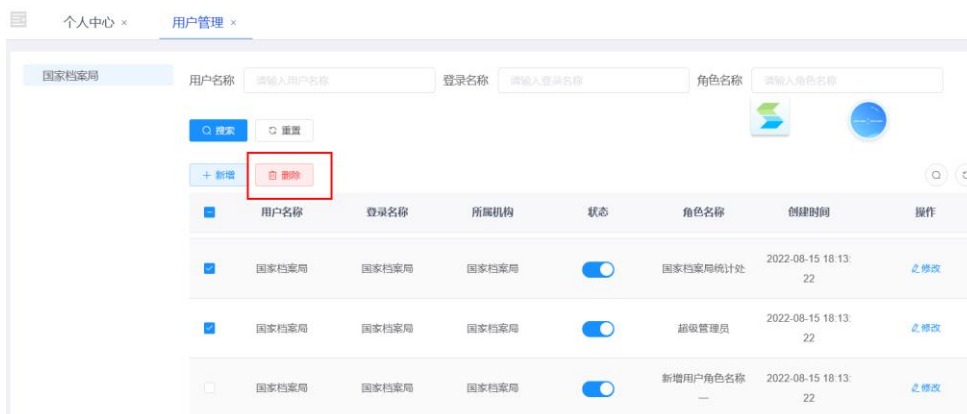 个人中心 × 用户管理 ×
国家档案局
用户名称 请输入用户名称 登录名称 请输入登录名称 角色名称 请输入角色名称
搜索 重置
+ 新增 删除
用户名称 登录名称 所属机构 状态 角色名称 创建时间 操作
国家档案局 国家档案局 国家档案局 国家档案局统计处 2022-08-15 18:13:
22 修改
国家档案局 国家档案局 国家档案局 超级管理员 2022-08-15 18:13:
22 修改
国家档案局 国家档案局 国家档案局 新增用户角色名称 2022-08-15 18:13:
一 22 修改